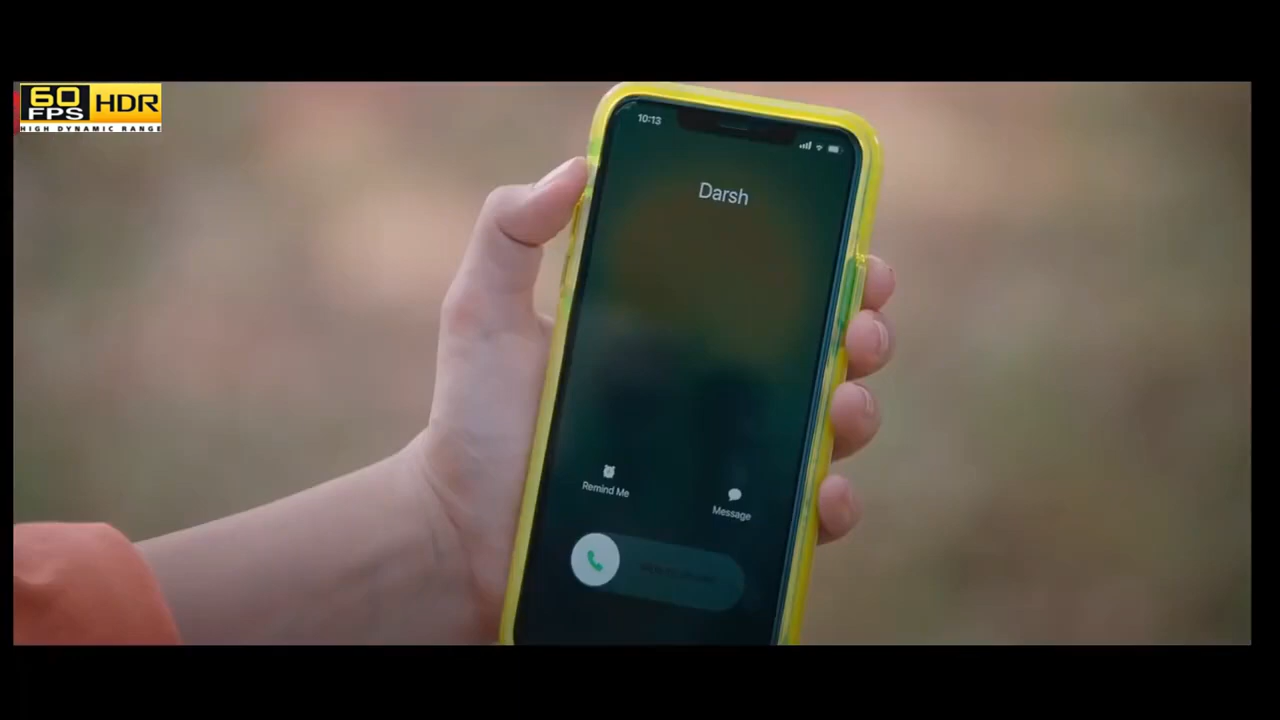 60
FPS HDR
HIGH DYNAMIC RANGE
10:13
Darsh
Remind Me
Message